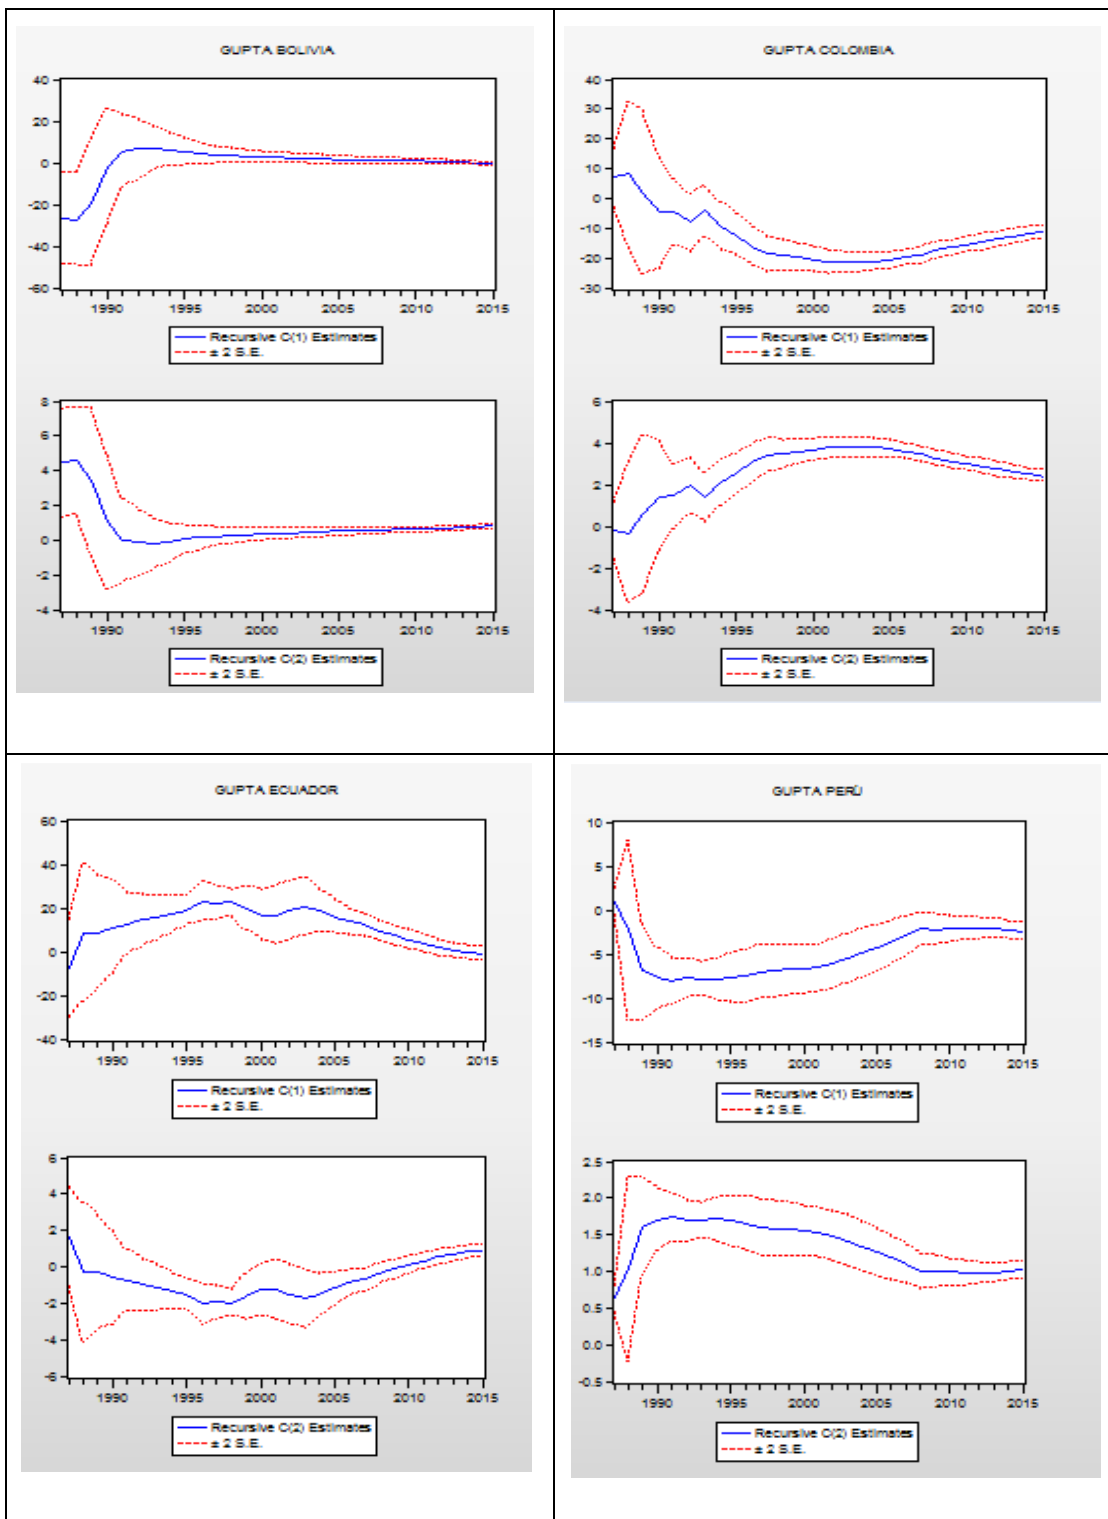 GUPTA BOLIVIA
40
20
0
-20
-40
-60
1990 1995 2000 2005 2010 2015
Recursive C(1) Estimates
± 2 S.E.
8
6
4
2
0
-2
-4
1990 1995 2000 2005 2010 2015
Recursive C(2) Estimates
± 2 S.E.
GUPTA COLOMBIA
40
30
20
10
0
-10
-20
-30
1990 1995 2000 2005 2010 2015
Recursive C(1) Estimates
± 2 S.E.
6
4
2
0
-2
-4
1990 1995 2000 2005 2010 2015
Recursive C(2) Estimates
± 2 S.E.
GUPTA ECUADOR
60
40
20
0
-20
-40
1990 1995 2000 2005 2010 2015
Recursive C(1) Estimates
± 2 S.E.
6
4
2
0
-2
-4
-6
1990 1995 2000 2005 2010 2015
Recursive C(2) Estimates
± 2 S.E.
GUPTA PERÙ
10
5
0
-5
-10
-15
1990 1995 2000 2005 2010 2015
Recursive C(1) Estimates
± 2 S.E.
2.5
2.0
1.5
1.0
0.5
0.0
-0.5
1990 1995 2000 2005 2010 2015
Recursive C(2) Estimates
± 2 S.E.